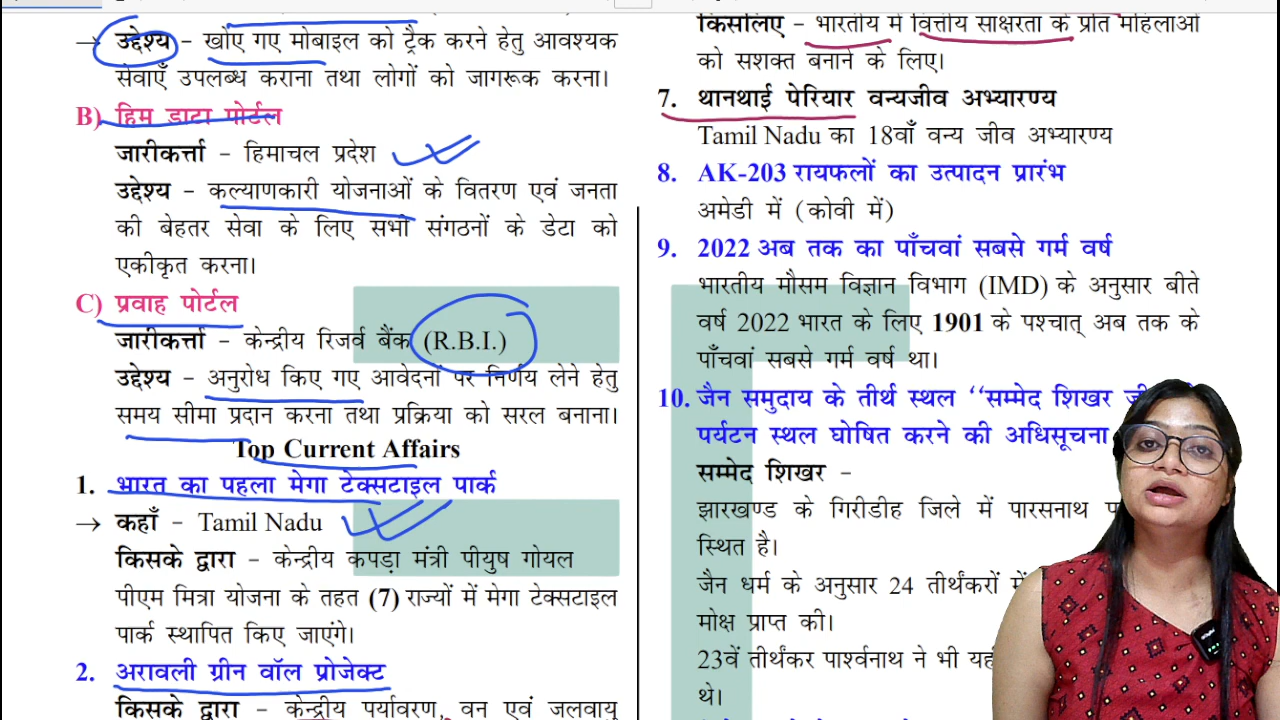 → उद्देश्य - खोए गए मोबाइल को ट्रैक करने हेतु आवश्यक
सेवाएँ उपलब्ध कराना तथा लोगों को जागरूक करना।
B) हिम डाटा पोर्टल
जारीकर्त्ता - हिमाचल प्रदेश
उद्देश्य - कल्याणकारी योजनाओं के वितरण एवं जनता
की बेहतर सेवा के लिए सभी संगठनों के डेटा को
एकीकृत करना।
C) प्रवाह पोर्टल
जारीकर्त्ता - केन्द्रीय रिजर्व बैंक (R.B.I.)
उद्देश्य - अनुरोध किए गए आवेदनों पर निर्णय लेने हेतु
समय सीमा प्रदान करना तथा प्रक्रिया को सरल बनाना।
Top Current Affairs
1. भारत का पहला मेगा टेक्सटाइल पार्क
→ कहाँ - Tamil Nadu
किसके द्वारा - केन्द्रीय कपड़ा मंत्री पीयुष गोयल
पीएम मित्रा योजना के तहत (7) राज्यों में मेगा टेक्सटाइल
पार्क स्थापित किए जाएंगे।
2. अरावली ग्रीन वॉल प्रोजेक्ट
किसके द्वारा - केन्द्रीय पर्यावरण, वन एवं जलवायु
किसलिए - भारतीय में वित्तीय साक्षरता के प्रति महिलाओं
को सशक्त बनाने के लिए।
7. थानथाई पेरियार वन्यजीव अभ्यारण्य
Tamil Nadu का 18वाँ वन्य जीव अभ्यारण्य
8. AK-203 रायफलों का उत्पादन प्रारंभ
अमेडी में (कोवी में)
9. 2022 अब तक का पाँचवां सबसे गर्म वर्ष
भारतीय मौसम विज्ञान विभाग (IMD) के अनुसार बीते
वर्ष 2022 भारत के लिए 1901 के पश्चात् अब तक के
पाँचवां सबसे गर्म वर्ष था।
10. जैन समुदाय के तीर्थ स्थल “सम्मेद शिखर
पर्यटन स्थल घोषित करने की अधिसूचना
सम्मेद शिखर -
झारखण्ड के गिरीडीह जिले में पारसनाथ
स्थित है।
जैन धर्म के अनुसार 24 तीर्थंकरों में
मोक्ष प्राप्त की।
23वें तीर्थंकर पार्श्वनाथ ने भी
थे।